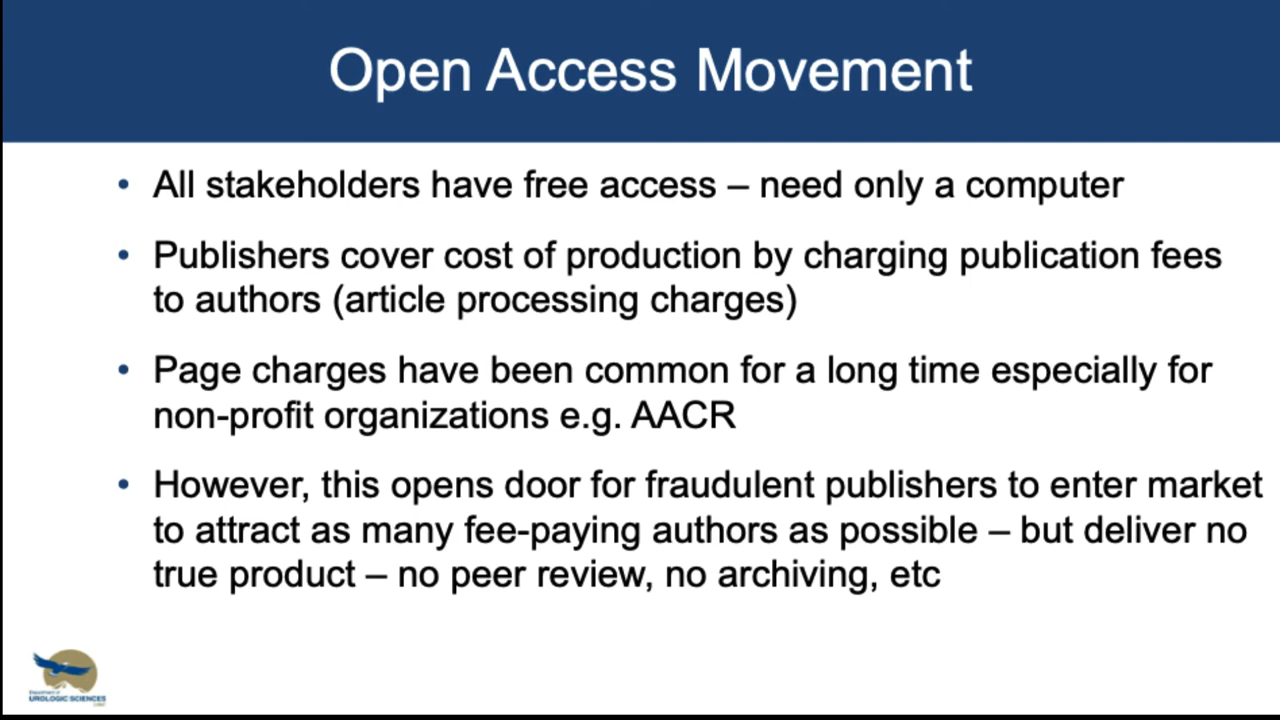 Open Access Movement
• All stakeholders have free access – need only a computer
• Publishers cover cost of production by charging publication fees
to authors (article processing charges)
• Page charges have been common for a long time especially for
non-profit organizations e.g. AACR
• However, this opens door for fraudulent publishers to enter market
to attract as many fee-paying authors as possible – but deliver no
true product – no peer review, no archiving, etc
Department of
UROLOGIC SCIENCES